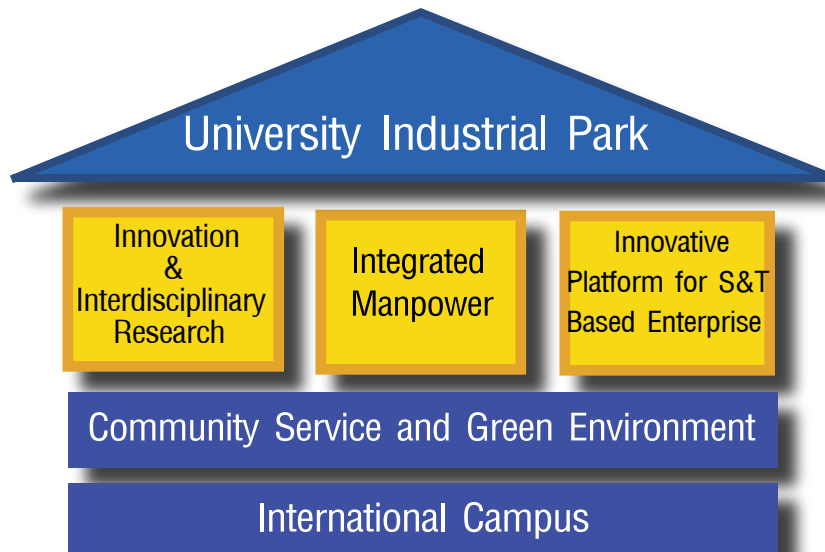 University Industrial Park
Innovation
&
Interdisciplinary
Research
Integrated
Manpower
Innovative
Platform for S&T
Based Enterprise
Community Service and Green Environment
International Campus